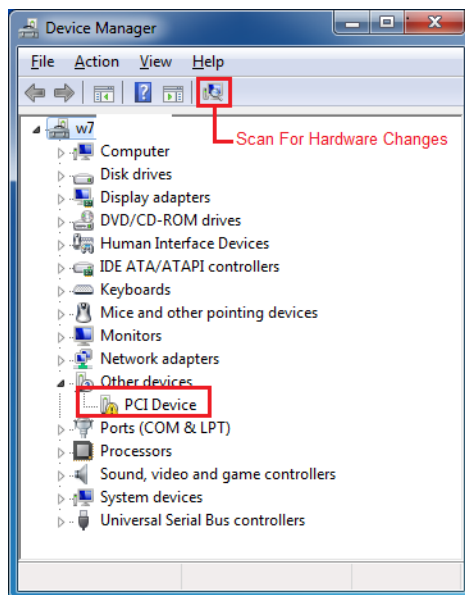 Device Manager
File Action View Help
Scan For Hardware Changes
w7
Computer
Disk drives
Display adapters
DVD/CD-ROM drives
Human Interface Devices
IDE ATA/ATAPI controllers
Keyboards
Mice and other pointing devices
Monitors
Network adapters
Other devices
PCI Device
Ports (COM & LPT)
Processors
Sound, video and game controllers
System devices
Universal Serial Bus controllers